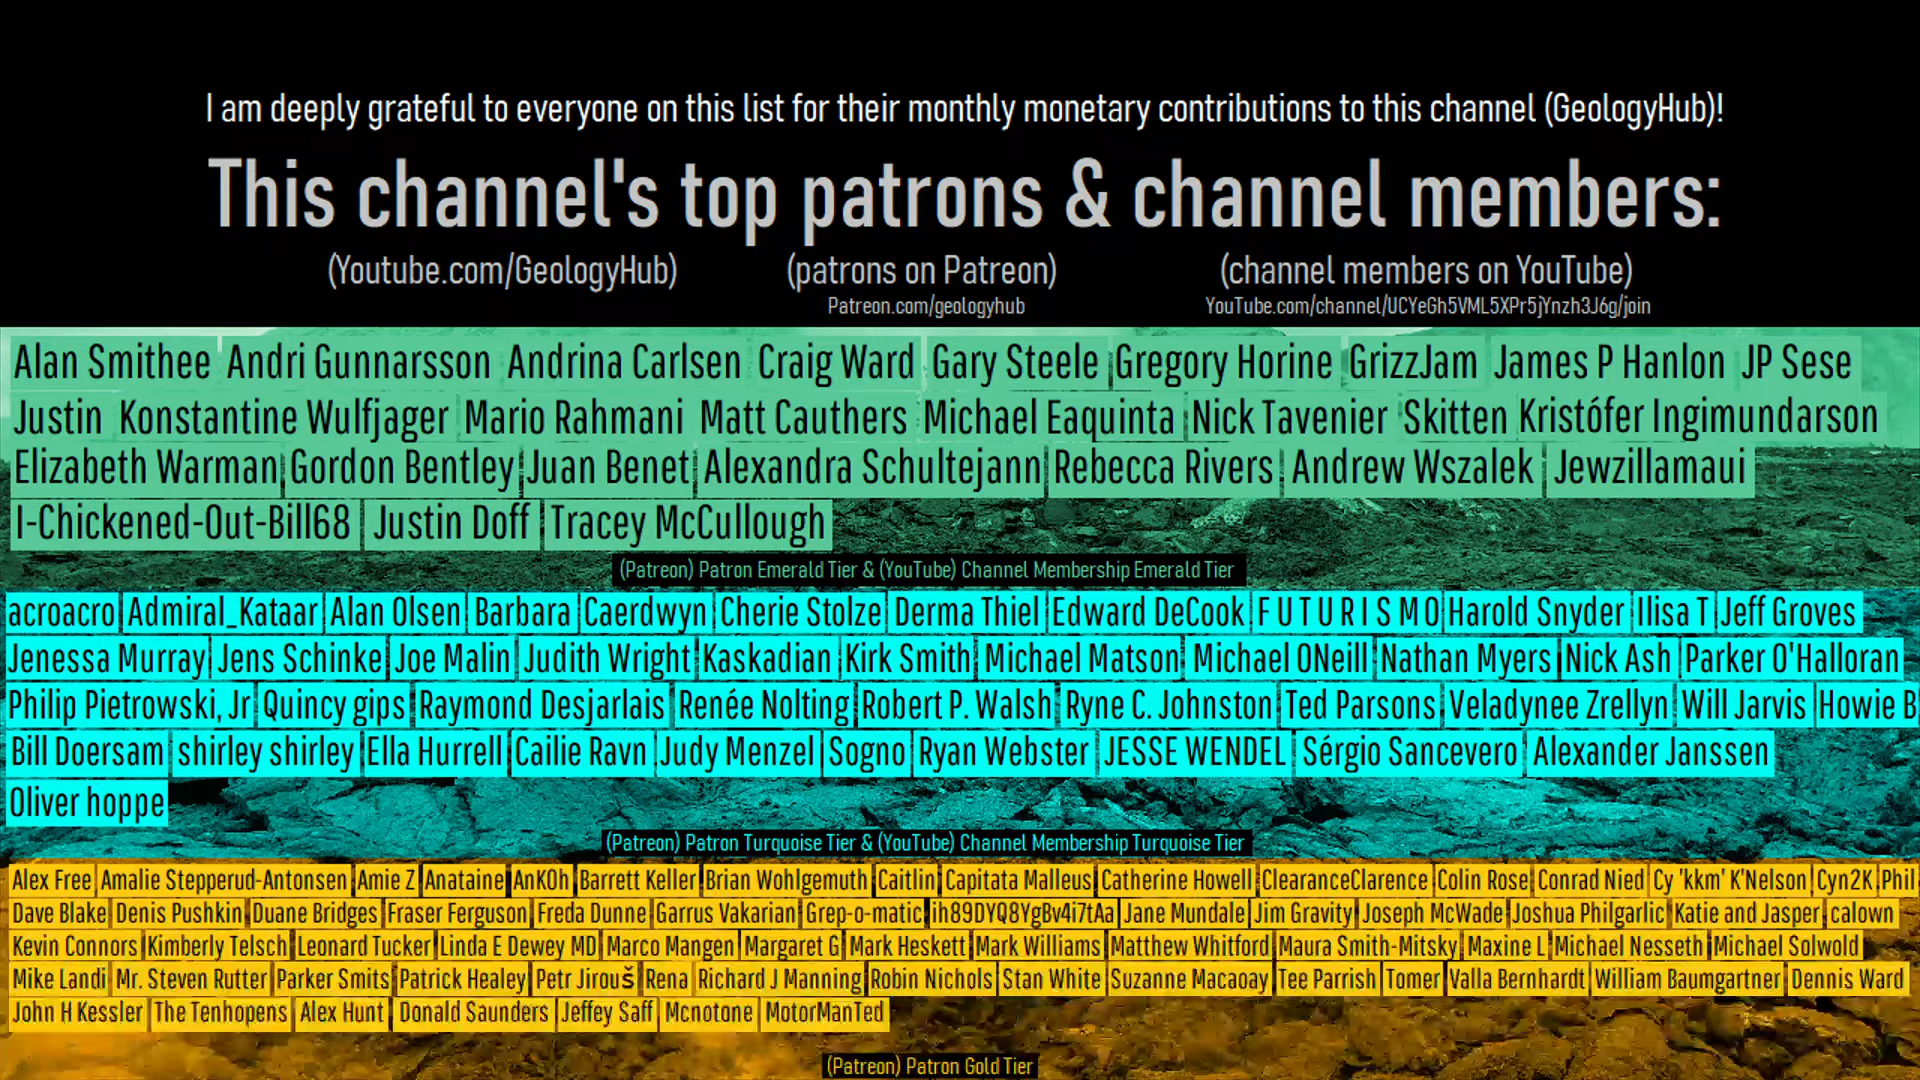 I am deeply grateful to everyone on this list for their monthly monetary contributions to this channel (GeologyHub)!
This channel's top patrons & channel members:
(Youtube.com/GeologyHub) (patrons on Patreon) (channel members on YouTube)
Patreon.com/geologyhub YouTube.com/channel/UCYeGh5VML5XPr5jYnzh3J6g/join
Alan Smithee Andri Gunnarsson Andrina Carlsen Craig Ward Gary Steele Gregory Horine GrizzJam James P Hanlon JP Sese
Justin Konstantine Wulfjager Mario Rahmani Matt Cauthers Michael Eaquinta Nick Tavenier Skitten Kristófer Ingimundarson
Elizabeth Warman Gordon Bentley Juan Benet Alexandra Schultejann Rebecca Rivers Andrew Wszalek Jewzillamaui
I-Chickened-Out-Bill68 Justin Doff Tracey McCullough
(Patreon) Patron Emerald Tier & (YouTube) Channel Membership Emerald Tier
acroacro Admiral_Kataar Alan Olsen Barbara Caerdwyn Cherie Stolze Derma Thiel Edward DeCook F U T U R I S M O Harold Snyder Ilisa T Jeff Groves
Jenessa Murray Jens Schinke Joe Malin Judith Wright Kaskadian Kirk Smith Michael Matson Michael ONeill Nathan Myers Nick Ash Parker O'Halloran
Philip Pietrowski, Jr Quincy gips Raymond Desjarlais Renée Nolting Robert P. Walsh Ryne C. Johnston Ted Parsons Veladynee Zrellyn Will Jarvis Howie B
Bill Doersam shirley shirley Ella Hurrell Cailie Ravn Judy Menzel Sogno Ryan Webster JESSE WENDEL Sérgio Sancevero Alexander Janssen
Oliver hoppe
(Patreon) Patron Turquoise Tier & (YouTube) Channel Membership Turquoise Tier
Alex Free Amalie Stepperud-Antonsen Amie Z Anataine AnKOh Barrett Keller Brian Wohlgemuth Caitlin Capitata Malleus Catherine Howell ClearanceClarence Colin Rose Conrad Nied Cy 'kkm' K'Nelson Cyn2K Phil
Dave Blake Denis Pushkin Duane Bridges Fraser Ferguson Freda Dunne Garrus Vakarian Grep-o-matic ih89DYQ8YgBv4i7tAa Jane Mundale Jim Gravity Joseph McWade Joshua Philgarlic Katie and Jasper calown
Kevin Connors Kimberly Telsch Leonard Tucker Linda E Dewey MD Marco Mangen Margaret G Mark Heskett Mark Williams Matthew Whitford Maura Smith-Mitsky Maxine L Michael Nesseth Michael Solwold
Mike Landi Mr. Steven Rutter Parker Smits Patrick Healey Petr Jirouš Rena Richard J Manning Robin Nichols Stan White Suzanne Macaoay Tee Parrish Tomer Valla Bernhardt William Baumgartner Dennis Ward
John H Kessler The Tenhopens Alex Hunt Donald Saunders Jeffey Saff Mcnotone MotorManTed
(Patreon) Patron Gold Tier